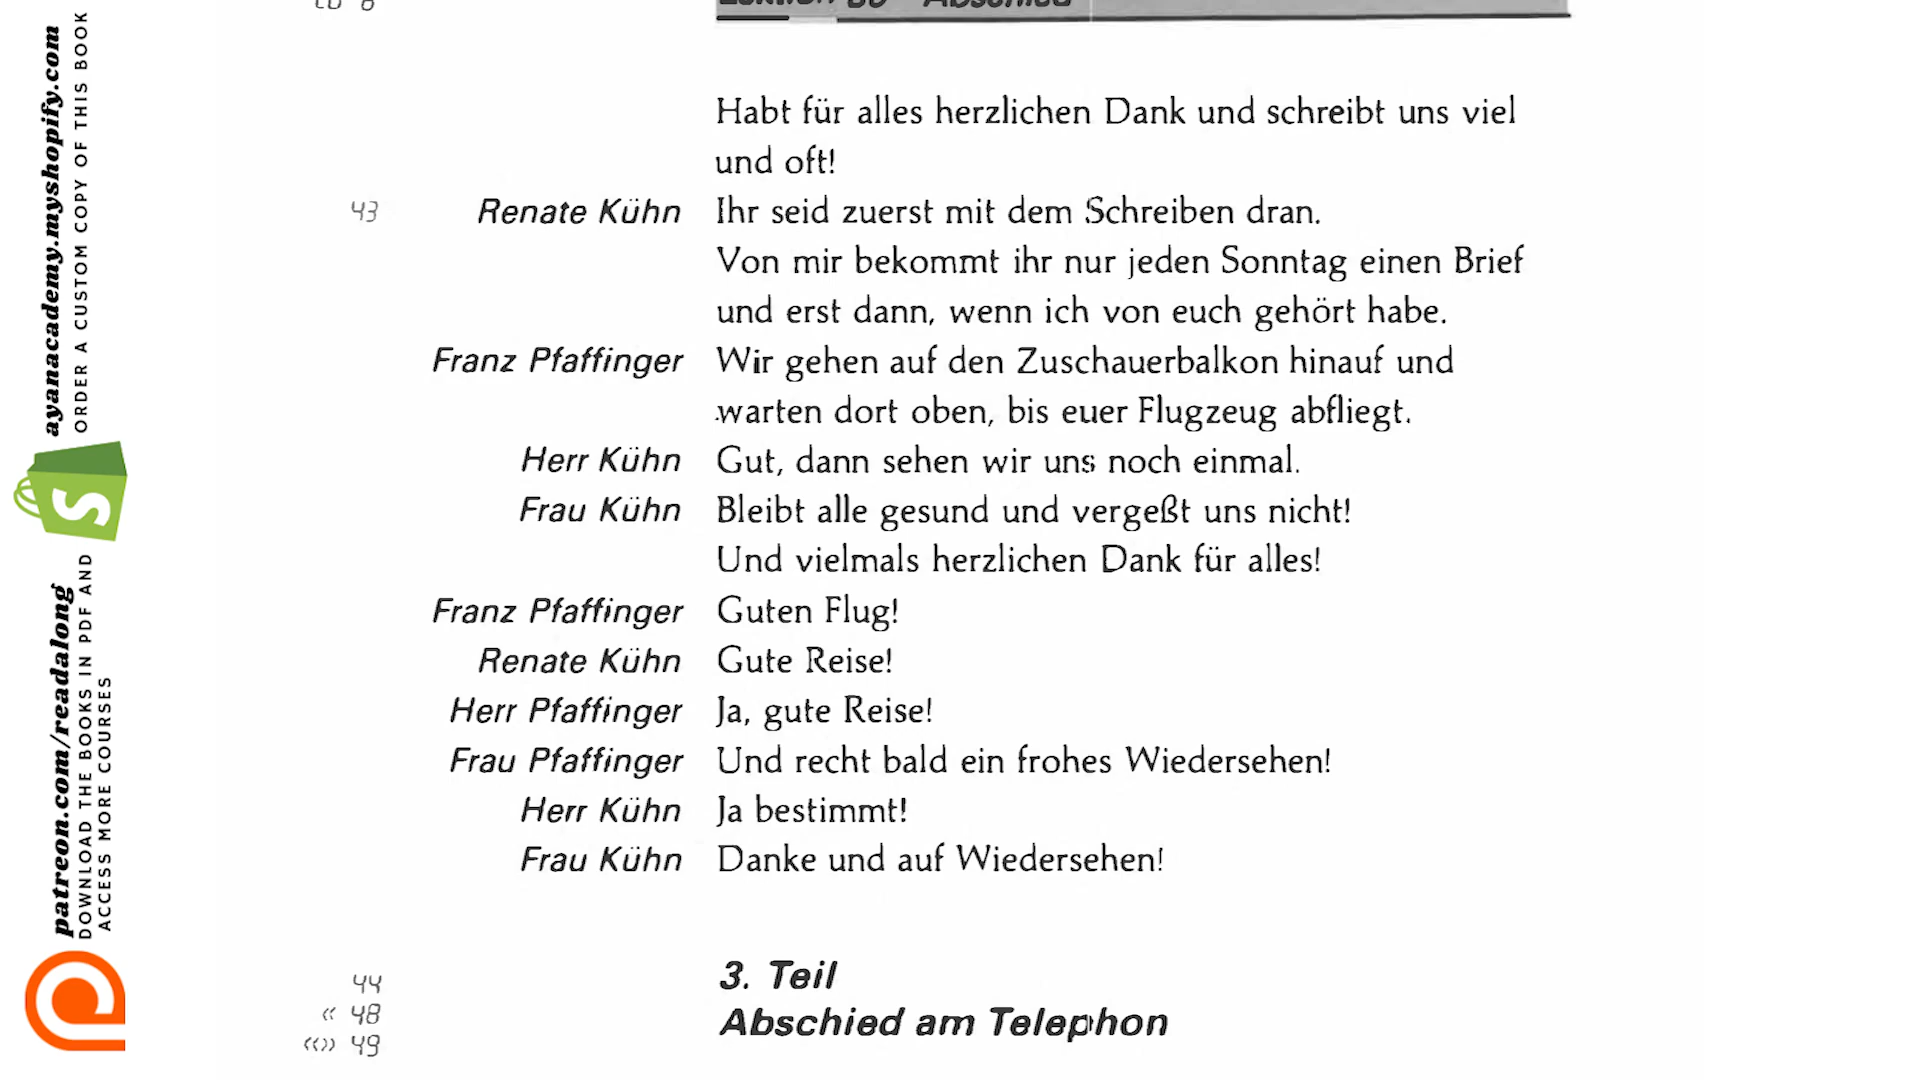 CD 8
Lektion 30 Abschied
Habt für alles herzlichen Dank und schreibt uns viel
und oft!
43 Renate Kühn Ihr seid zuerst mit dem Schreiben dran.
Von mir bekommt ihr nur jeden Sonntag einen Brief
und erst dann, wenn ich von euch gehört habe.
Franz Pfaffinger Wir gehen auf den Zuschauerbalkon hinauf und
warten dort oben, bis euer Flugzeug abfliegt.
Herr Kühn Gut, dann sehen wir uns noch einmal.
Frau Kühn Bleibt alle gesund und vergeßt uns nicht!
Und vielmals herzlichen Dank für alles!
Franz Pfaffinger Guten Flug!
Renate Kühn Gute Reise!
Herr Pfaffinger Ja, gute Reise!
Frau Pfaffinger Und recht bald ein frohes Wiedersehen!
Herr Kühn Ja bestimmt!
Frau Kühn Danke und auf Wiedersehen!
44 3. Teil
« 48 Abschied am Telephon
‹‹›› 49
ayanacademy.myshopify.com
ORDER A CUSTOM COPY OF THIS BOOK
patreon.com/readalong
DOWNLOAD THE BOOKS IN PDF AND
ACCESS MORE COURSES